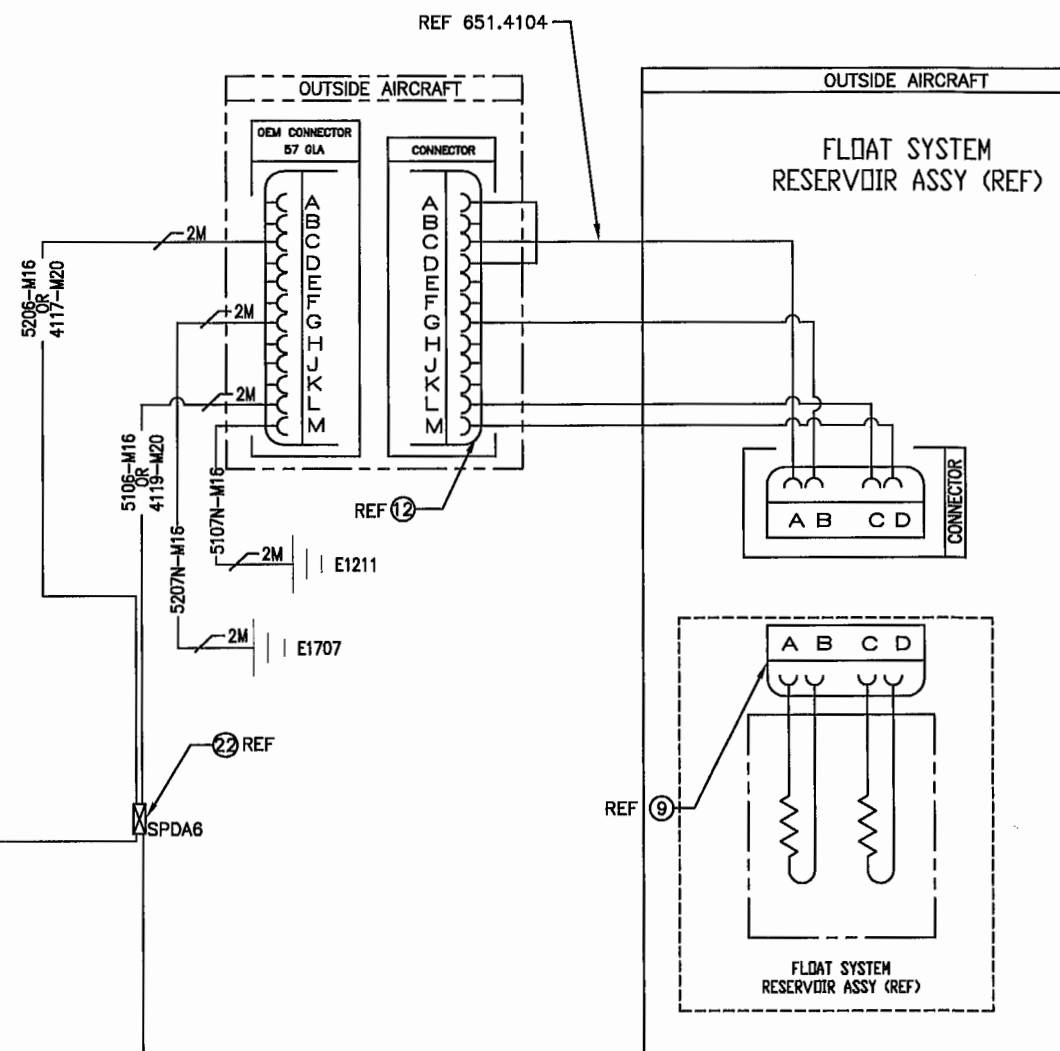 REF 651.4104
OUTSIDE AIRCRAFT
OEM CONNECTOR
57 GLA
A
B
C
D
E
F
G
H
J
K
L
M
CONNECTOR
A
B
C
D
E
F
G
H
J
K
L
M
OUTSIDE AIRCRAFT
FLOAT SYSTEM
RESERVOIR ASSY (REF)
2M
2M
2M
5206-M16
OR
4117-M20
5106-M16
OR
4119-M20
5207N-M16
5107N-M16
REF 12
2M
E1211
2M
E1707
A B C D
CONNECTOR
A B C D
22 REF
SPDA6
REF 9
FLOAT SYSTEM
RESERVOIR ASSY (REF)